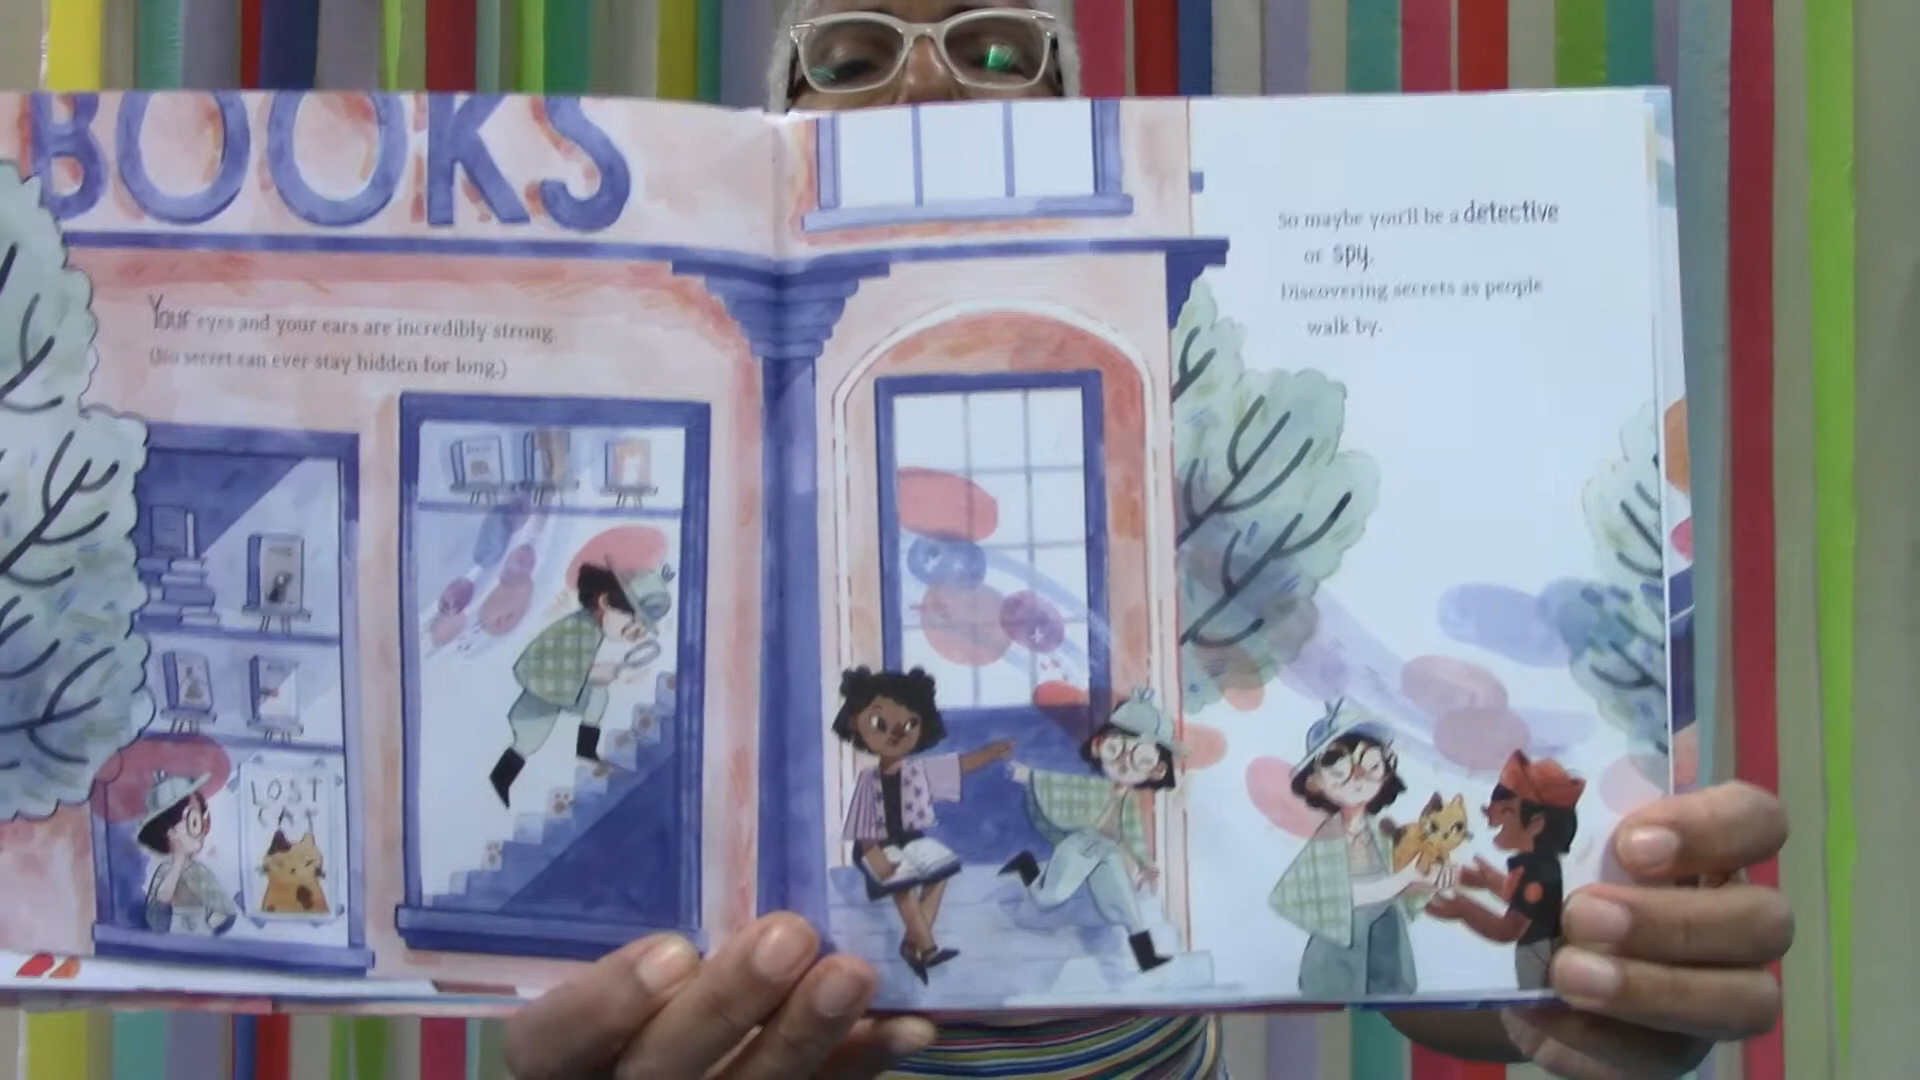 BOOKS
Your eyes and your ears are incredibly strong.
(No secret can ever stay hidden for long.)
LOST
CAT
So maybe you'll be a detective
or spy.
Discovering secrets as people
walk by.